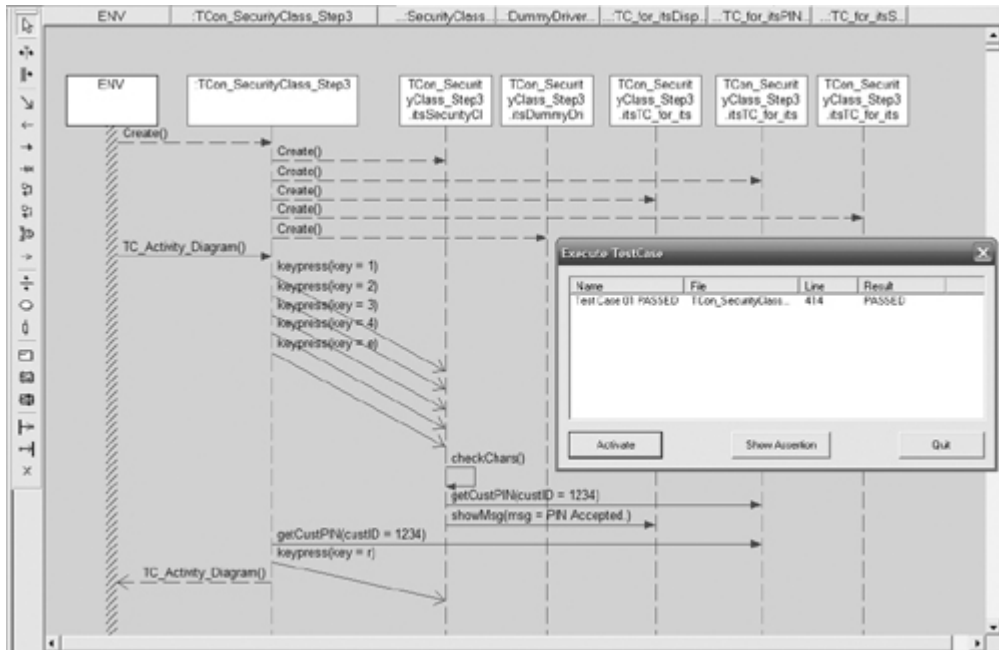 ENV
:TCon_SecurityClass_Step3
...:SecurityClass...
DummyDriver...
...:TC_for_itsDisp...
...TC_for_itsPIN...
...:TC_for_itsS...
ENV
:TCon_SecurityClass_Step3
TCon_Securit
yClass_Step3
.itsSecurityCl
TCon_Securit
yClass_Step3
.itsDummyDri
TCon_Securit
yClass_Step3
.itsTC_for_its
TCon_Securit
yClass_Step3
.itsTC_for_its
TCon_Securit
yClass_Step3
.itsTC_for_its
Create()
Create()
Create()
Create()
Create()
Create()
TC_Activity_Diagram()
keypress(key = 1)
keypress(key = 2)
keypress(key = 3)
keypress(key = 4)
keypress(key = e)
Execute TestCase
Name File Line Result
Test Case 01 PASSED TCon_SecurityClass... 414 PASSED
Activate Show Assertion Quit
checkChars()
getCustPIN(custID = 1234)
showMsg(msg = PIN Accepted.)
getCustPIN(custID = 1234)
keypress(key = r)
TC_Activity_Diagram()